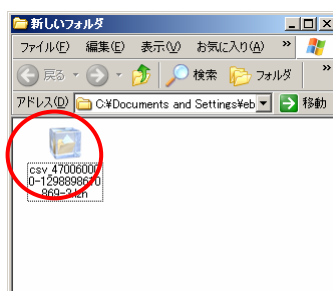 新しいフォルダ
ファイル(F) 編集(E) 表示(V) お気に入り(A) »
戻る 検索 フォルダ »
アドレス(D) C:¥Documents and Settings¥eb 移動
csv_47006000
0-1298898610